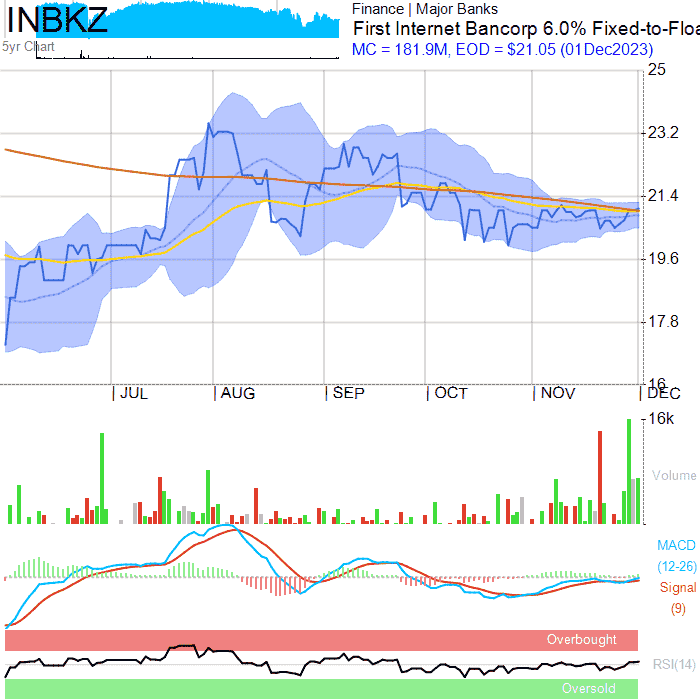 INBKZ
5yr Chart
Finance | Major Banks
First Internet Bancorp 6.0% Fixed-to-Floa
MC = 181.9M, EOD = $21.05 (01Dec2023)
25
23.2
21.4
19.6
17.8
16
JUL
AUG
SEP
OCT
NOV
DEC
16k
Volume
MACD
(12-26)
Signal
(9)
Overbought
RSI(14)
Oversold